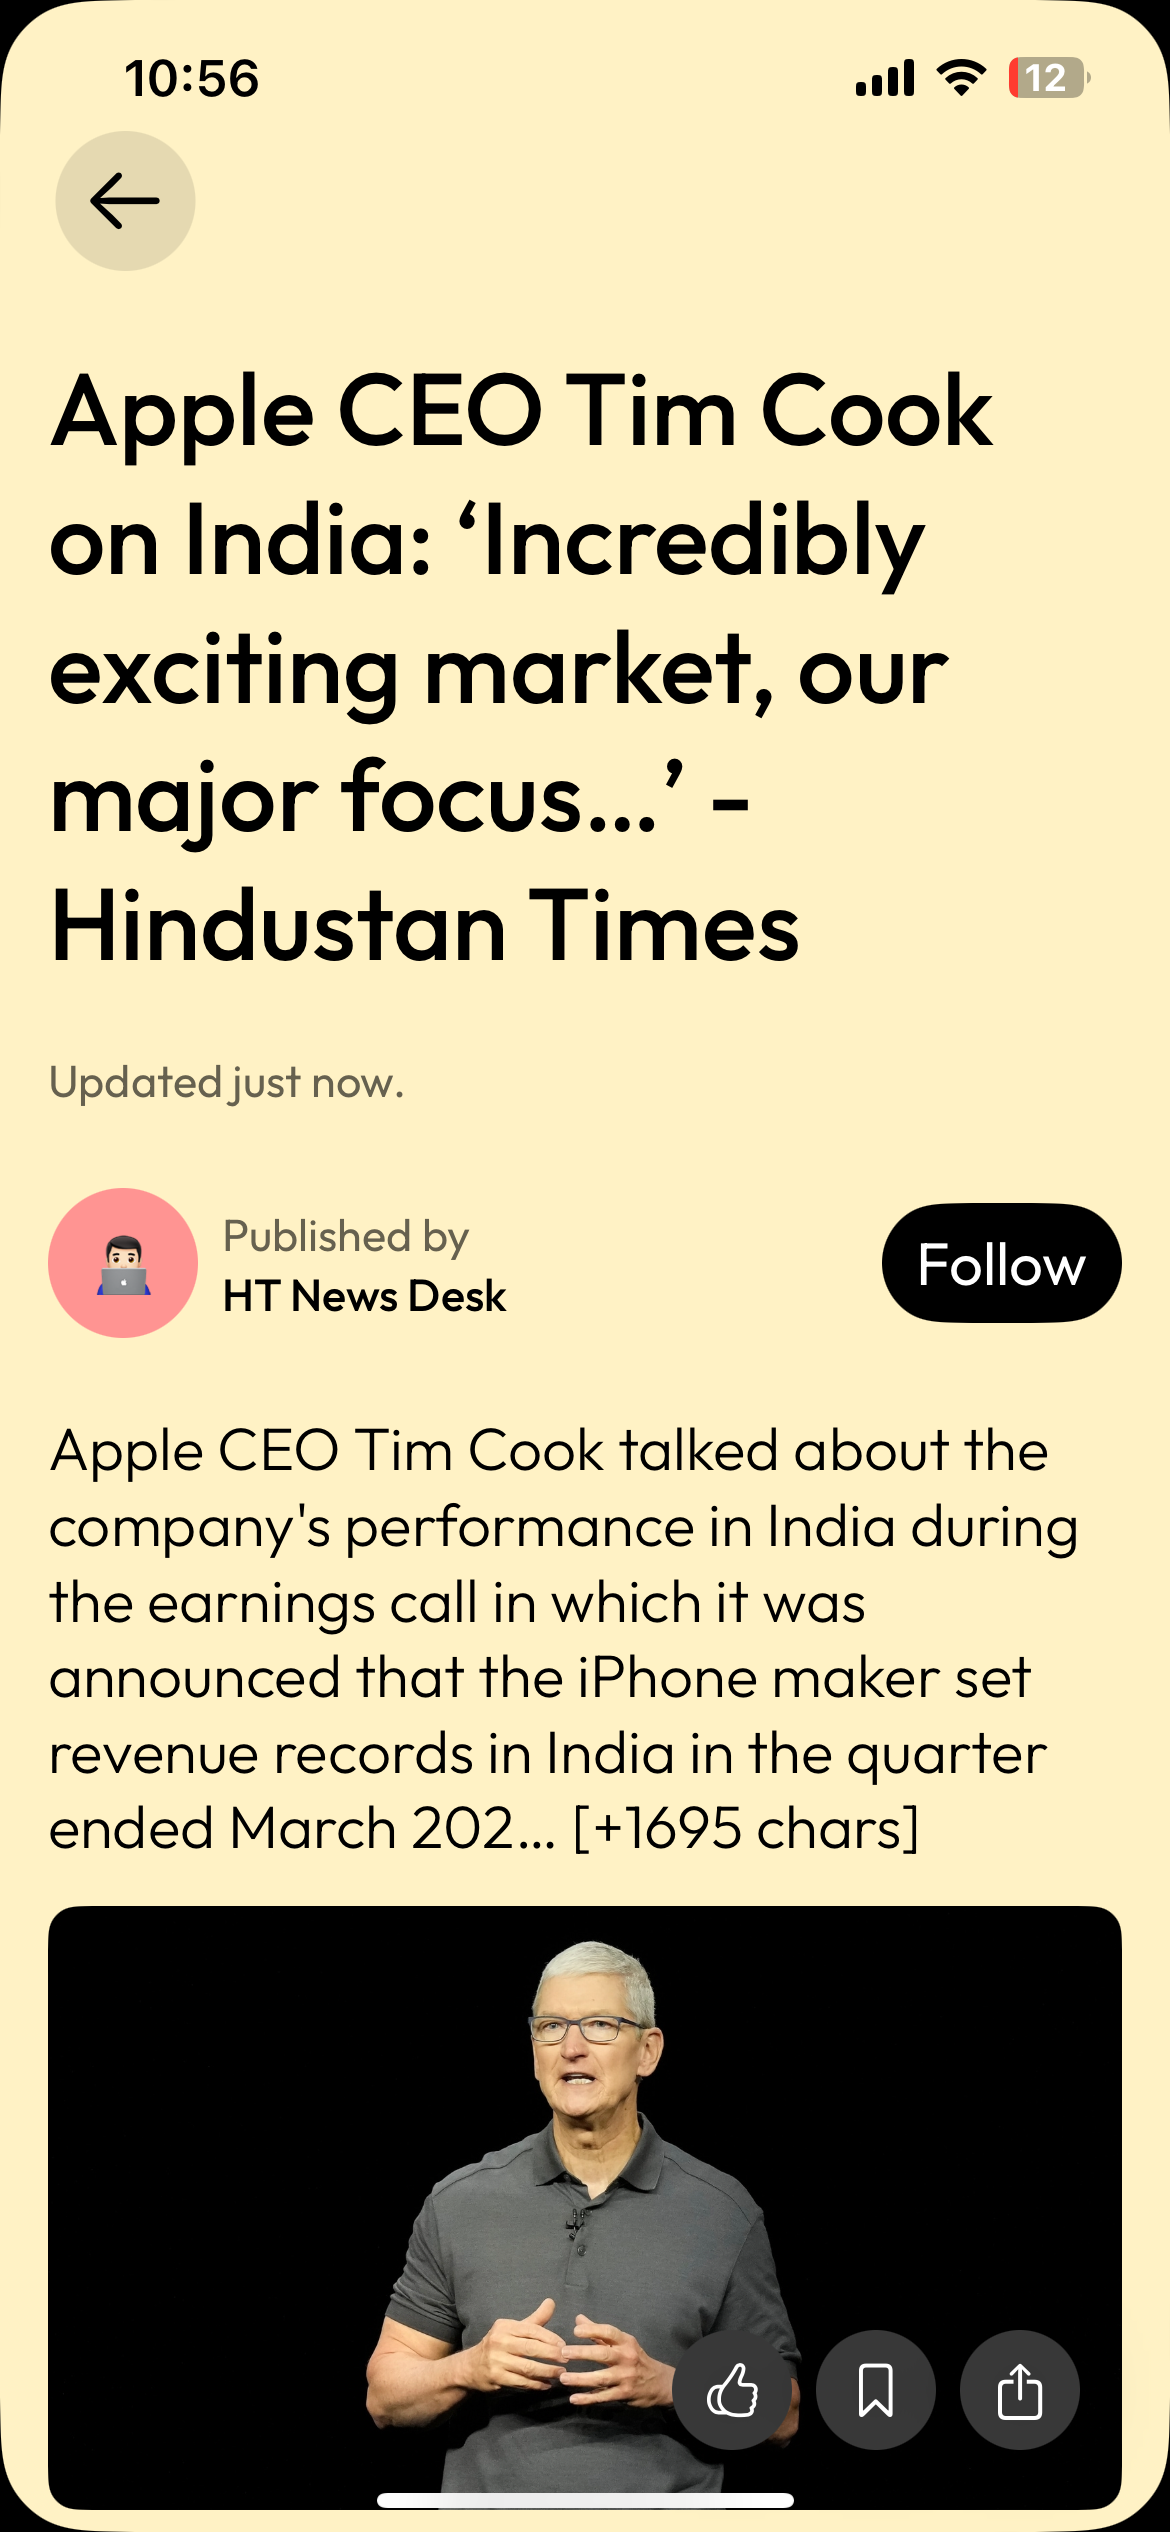 10:56
12
Apple CEO Tim Cook
on India: ‘Incredibly
exciting market, our
major focus...’ -
Hindustan Times
Updated just now.
Published by
HT News Desk
Follow
Apple CEO Tim Cook talked about the
company's performance in India during
the earnings call in which it was
announced that the iPhone maker set
revenue records in India in the quarter
ended March 202… [+1695 chars]